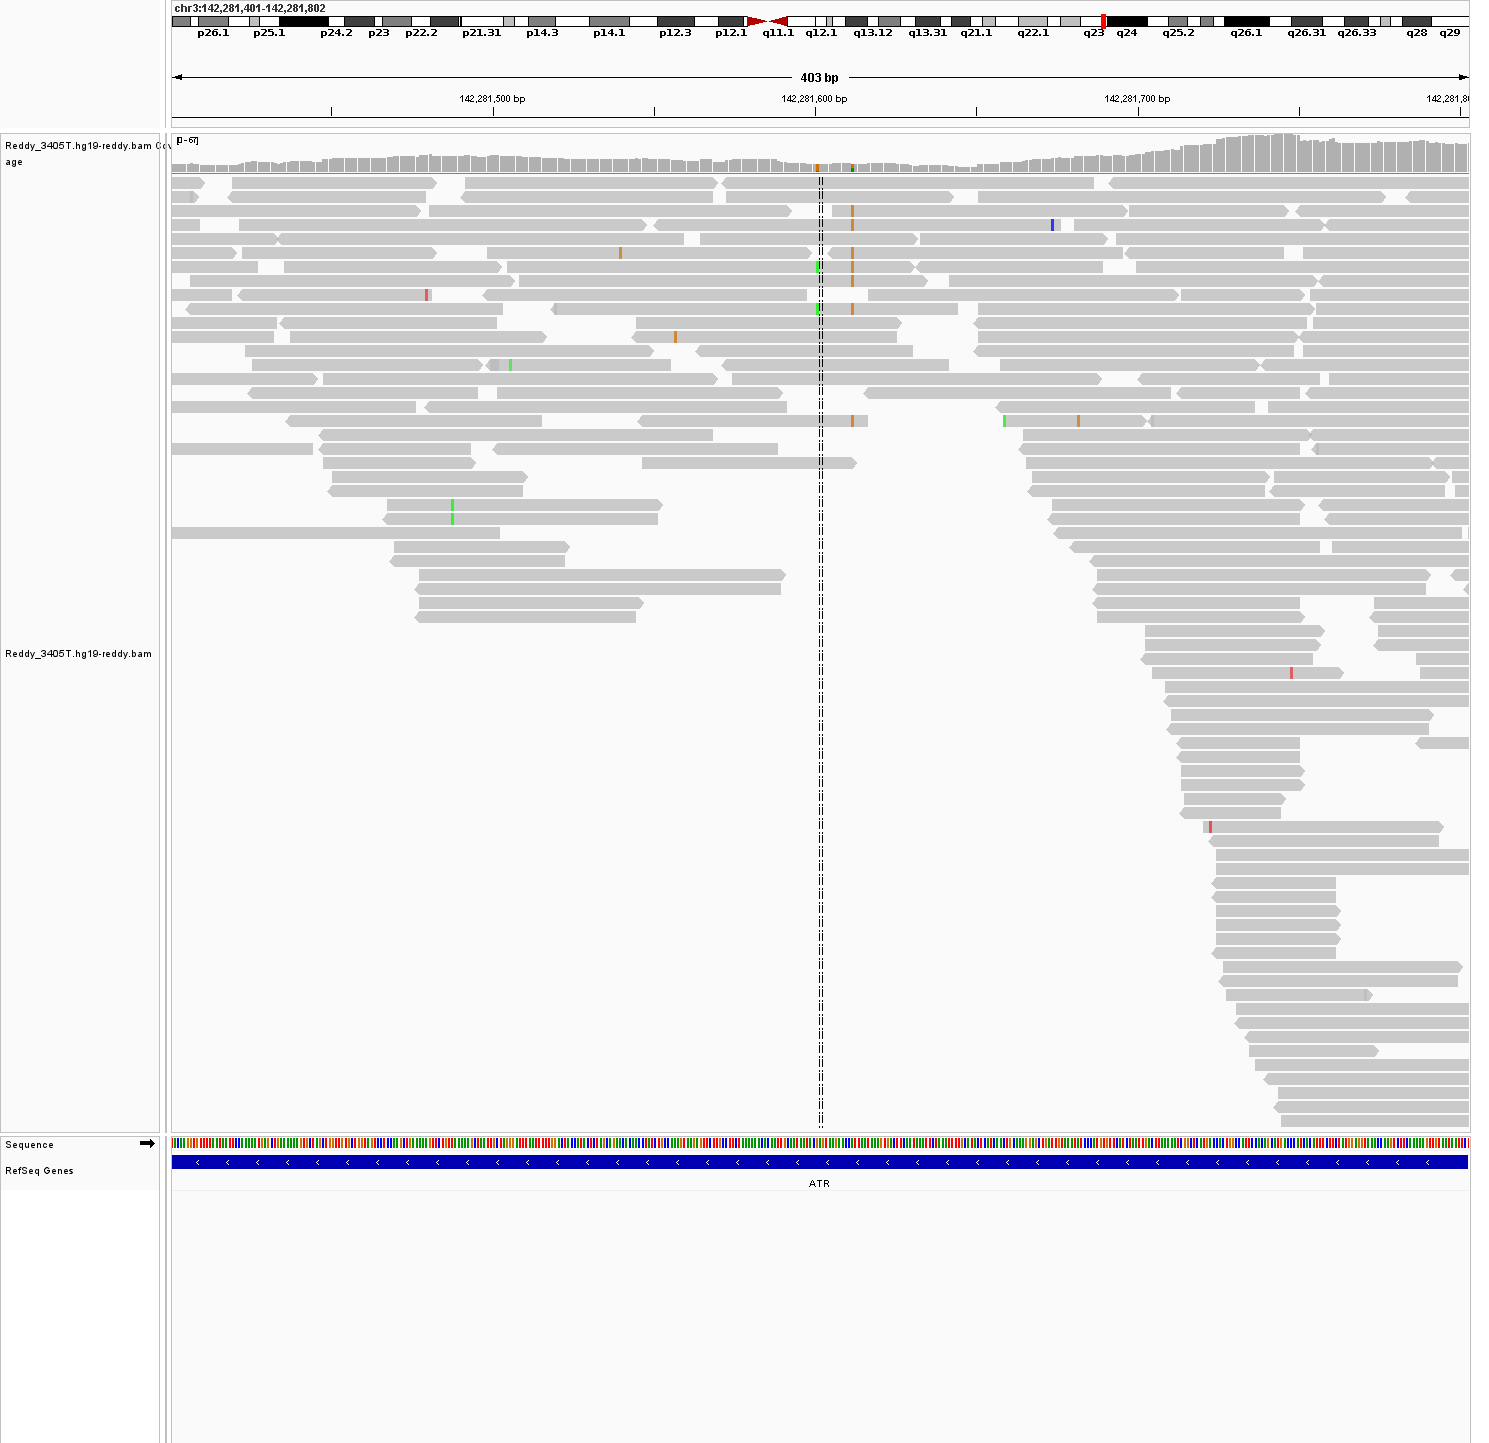 chr3:142,281,401-142,281,802
p26.1 p25.1 p24.2 p23 p22.2 p21.31 p14.3 p14.1 p12.3 p12.1 q11.1 q12.1 q13.12 q13.31 q21.1 q22.1 q23 q24 q25.2 q26.1 q26.31 q26.33 q28 q29
403 bp
142,281,500 bp 142,281,600 bp 142,281,700 bp 142,281,8
Reddy_3405T.hg19-reddy.bam Cov
age
[0 - 67]
Reddy_3405T.hg19-reddy.bam
Sequence
RefSeq Genes
ATR